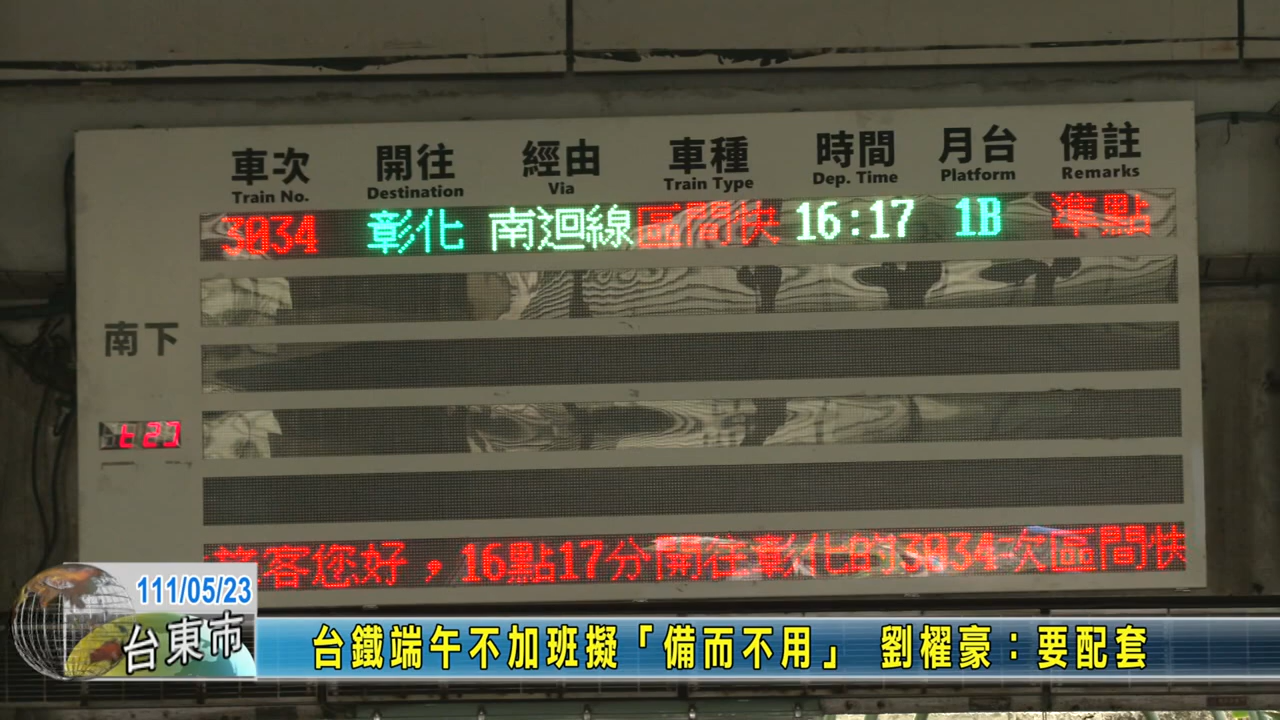 車次 開往 經由 車種 時間 月台 備註
Train No. Destination Via Train Type Dep. Time Platform Remarks
3034 彰化 南迴線 區間快 16:17 1B 準點
南下
旅客您好，16點17分開往彰化的3034次區間快
111/05/23
台東市
台鐵端午不加班擬「備而不用」 劉櫂豪：要配套